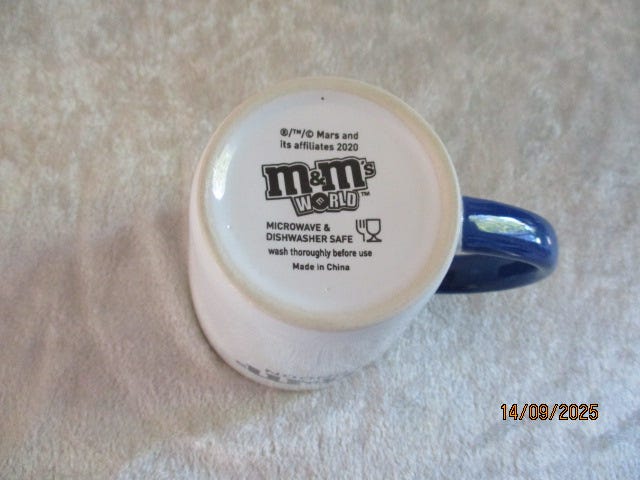 ®/™/© Mars and
its affiliates 2020
m&m's
WORLD™
MICROWAVE &
DISHWASHER SAFE
wash thoroughly before use
Made in China
14/09/2025